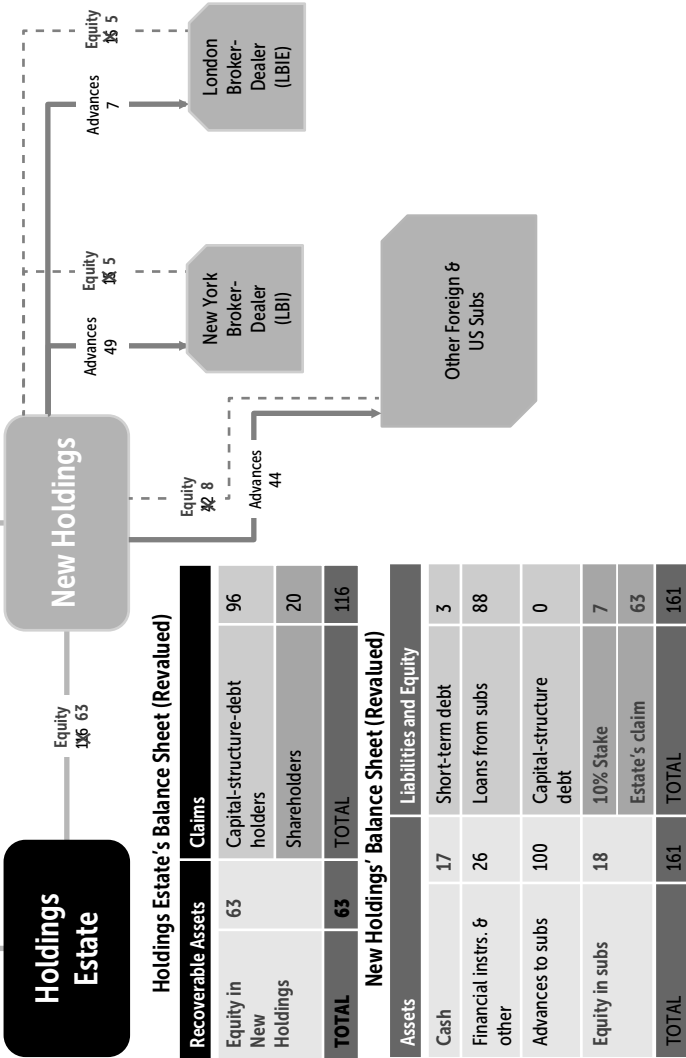 Holdings
Estate
Equity
116 63
New Holdings
Equity
42 8
Advances
44
Advances
49
Equity
5
Advances
7
Equity
5
New York
Broker-
Dealer
(LBI)
London
Broker-
Dealer
(LBIE)
Other Foreign &
US Subs
Holdings Estate's Balance Sheet (Revalued)
Recoverable Assets Claims
Equity in
New
Holdings
63
Capital-structure-debt
holders
96
Shareholders 20
TOTAL 63 TOTAL 116
New Holdings' Balance Sheet (Revalued)
Assets Liabilities and Equity
Cash 17 Short-term debt 3
Financial instrs. &
other
26 Loans from subs 88
Advances to subs 100 Capital-structure
debt
0
Equity in subs 18 10% Stake 7
Estate's claim 63
TOTAL 161 TOTAL 161